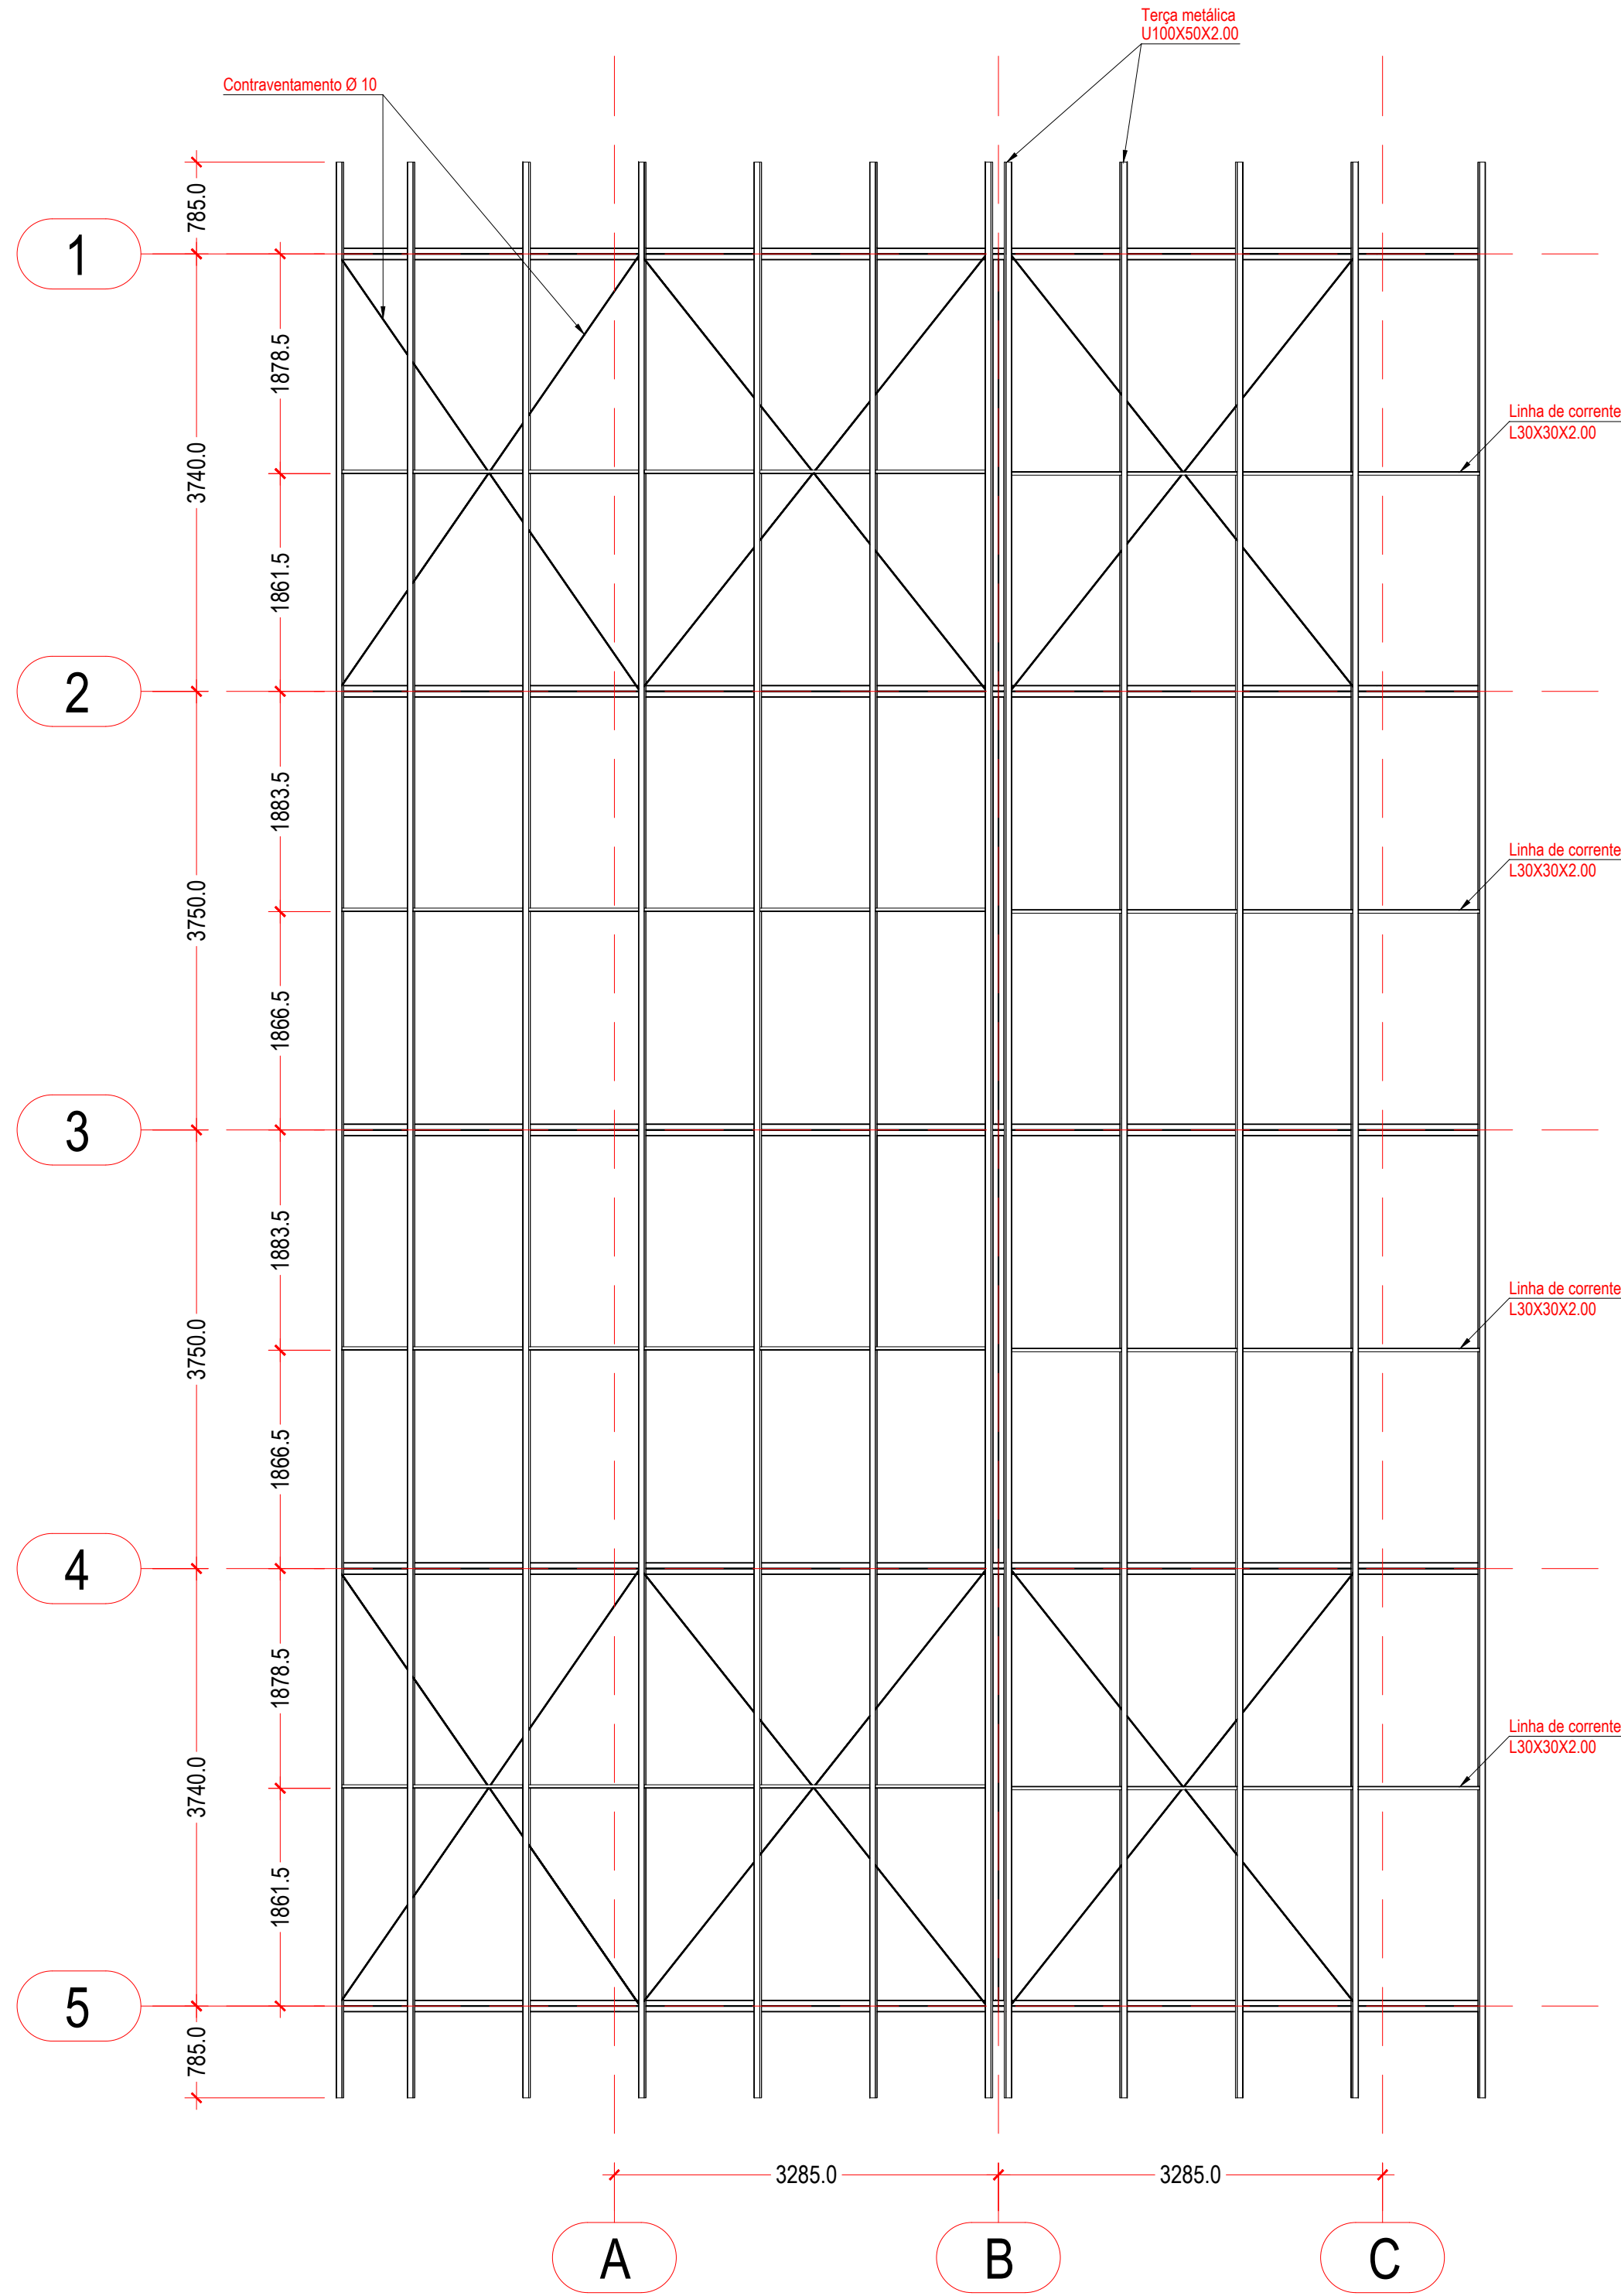 Terça metálica
U100X50X2.00
Contraventamento Ø 10
785.0
1
1878.5
3740.0
Linha de corrente
L30X30X2.00
1861.5
2
1883.5
3750.0
Linha de corrente
L30X30X2.00
1866.5
3
1883.5
3750.0
Linha de corrente
L30X30X2.00
1866.5
4
1878.5
3740.0
Linha de corrente
L30X30X2.00
1861.5
5
785.0
3285.0
3285.0
A
B
C